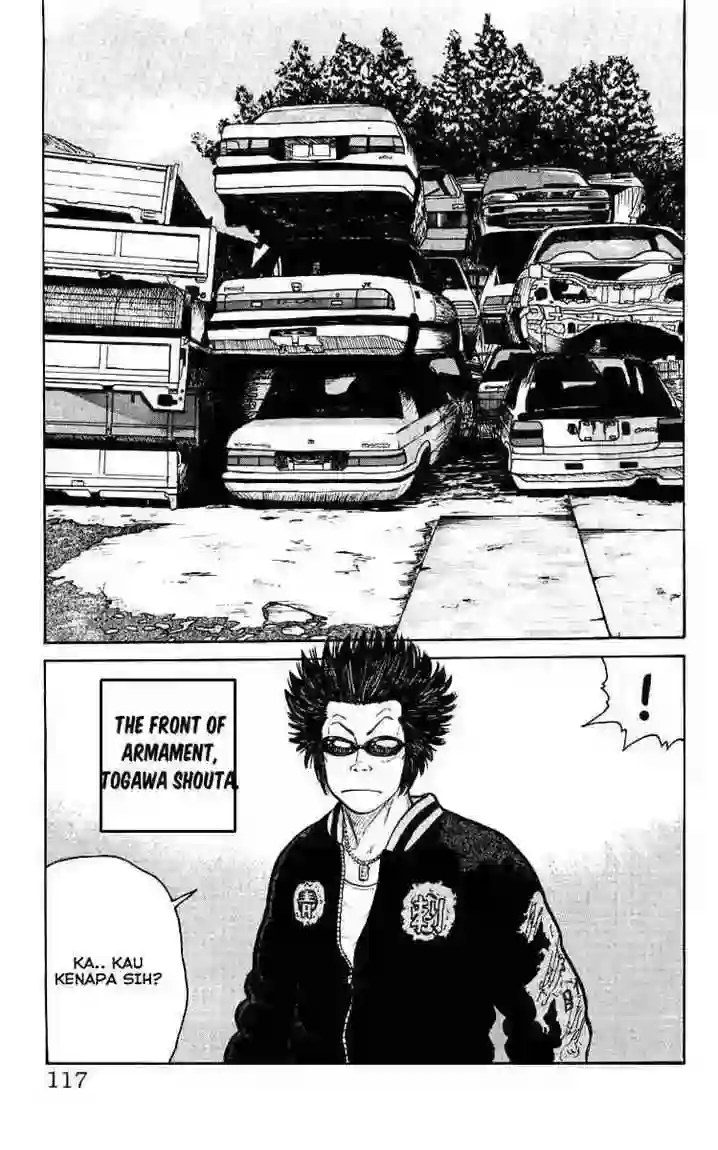 !
THE FRONT OF
ARMAMENT,
TOGAWA SHOUTA.
KA.. KAU
KENAPA SIH?
117